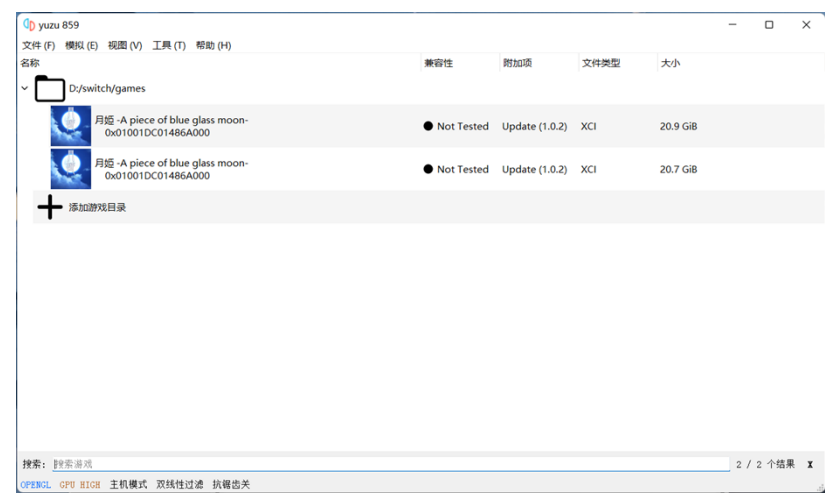 yuzu 859
文件(F) 模拟(E) 视图(V) 工具(T) 帮助(H)
名称 兼容性 附加项 文件类型 大小
D:/switch/games
月姬 -A piece of blue glass moon-
0x01001DC01486A000 Not Tested Update (1.0.2) XCI 20.9 GiB
月姬 -A piece of blue glass moon-
0x01001DC01486A000 Not Tested Update (1.0.2) XCI 20.7 GiB
添加游戏目录
搜索: 搜索游戏 2 / 2 个结果 X
OPENGL GPU HIGH 主机模式 双线性过滤 抗锯齿关